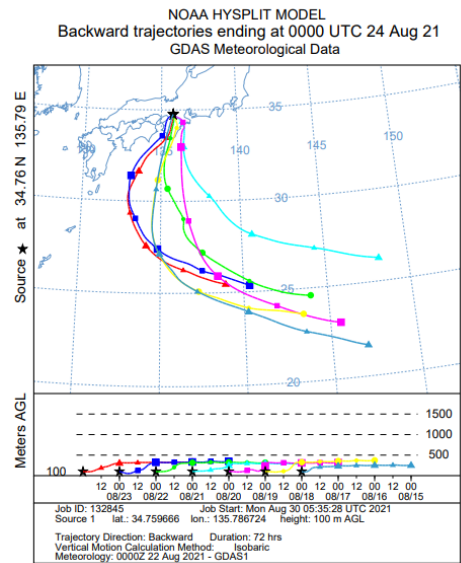 NOAA HYSPLIT MODEL
Backward trajectories ending at 0000 UTC 24 Aug 21
GDAS Meteorological Data
Source ★ at 34.76 N 135.79 E
135
140
145
150
35
30
25
20
Meters AGL
1500
1000
500
100
12 00 12 00 12 00 12 00 12 00 12 00 12 00 12 00 12 00
08/23 08/22 08/21 08/20 08/19 08/18 08/17 08/16 08/15
Job ID: 132845 Job Start: Mon Aug 30 05:35:28 UTC 2021
Source 1 lat.: 34.759666 lon.: 135.786724 height: 100 m AGL
Trajectory Direction: Backward Duration: 72 hrs
Vertical Motion Calculation Method: Isobaric
Meteorology: 0000Z 22 Aug 2021 - GDAS1